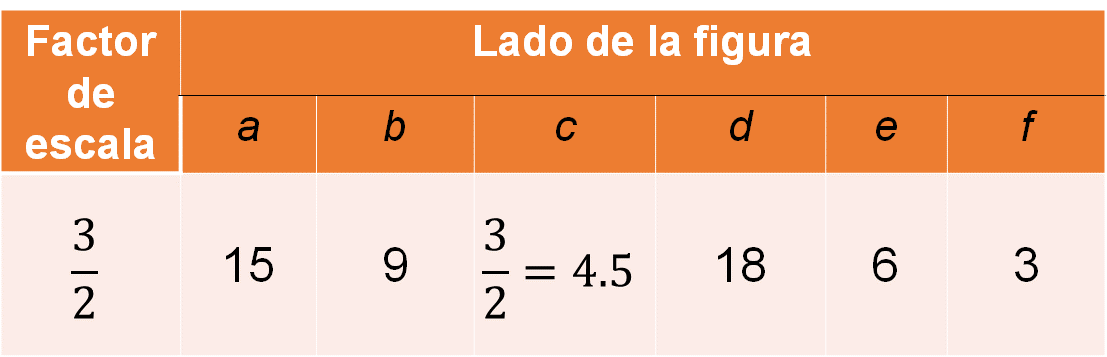 Factor de escala
Lado de la figura
a b c d e f
3/2 15 9 3/2 = 4.5 18 6 3